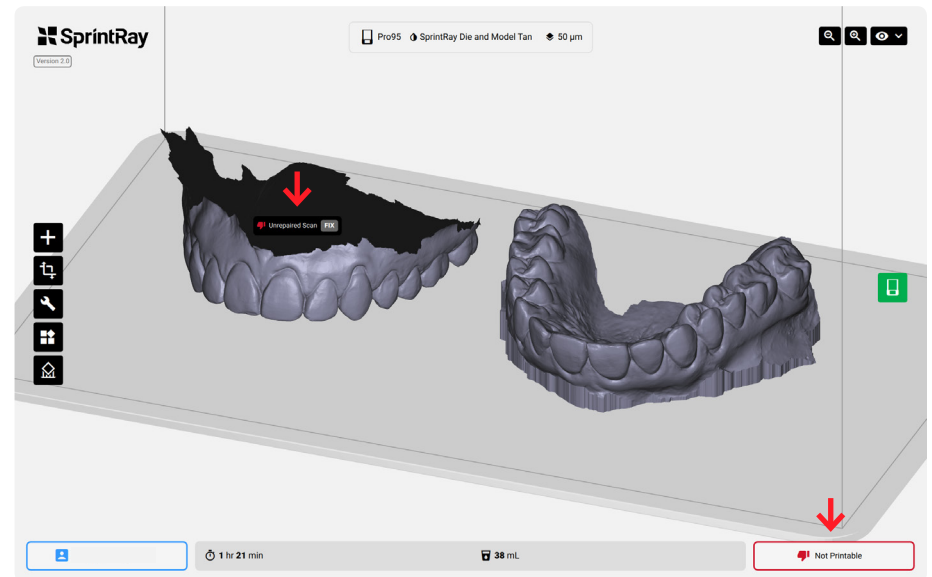 SprintRay
Version 2.0
Pro95 SprintRay Die and Model Tan 50 µm
Unrepaired Scan FIX
1 hr 21 min
38 mL
Not Printable